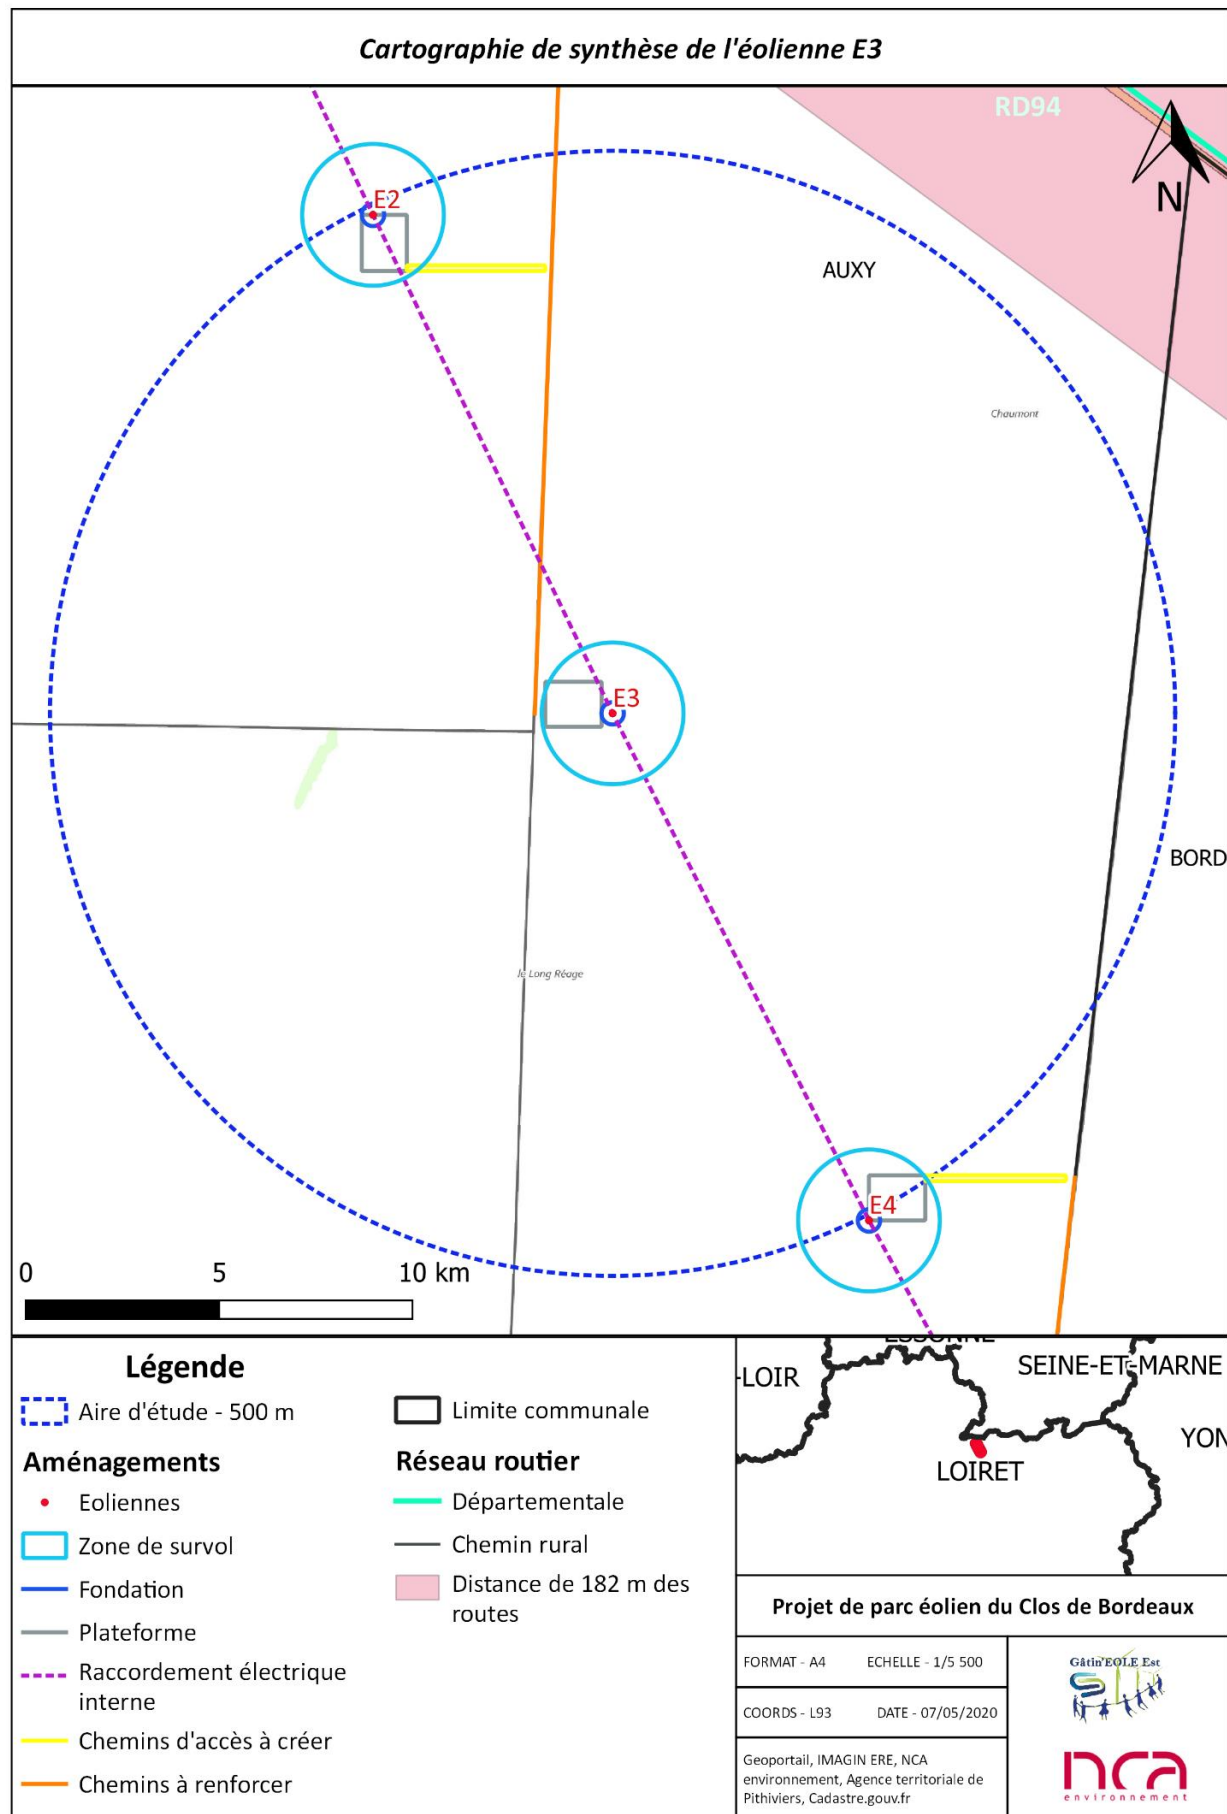 Cartographie de synthèse de l'éolienne E3
RD94
N
E2
AUXY
Chaumont
E3
BORD
le Long Réage
E4
0 5 10 km
Légende
Aire d'étude - 500 m
Limite communale
Aménagements
Eoliennes
Zone de survol
Fondation
Plateforme
Raccordement électrique
interne
Chemins d'accès à créer
Chemins à renforcer
Réseau routier
Départementale
Chemin rural
Distance de 182 m des
routes
ESSONNE
-LOIR
SEINE-ET-MARNE
YON
LOIRET
Projet de parc éolien du Clos de Bordeaux
FORMAT - A4 ECHELLE - 1/5 500
COORDS - L93 DATE - 07/05/2020
Geoportail, IMAGIN ERE, NCA
environnement, Agence territoriale de
Pithiviers, Cadastre.gouv.fr
Gâtin'EOLE Est
nca
environnement